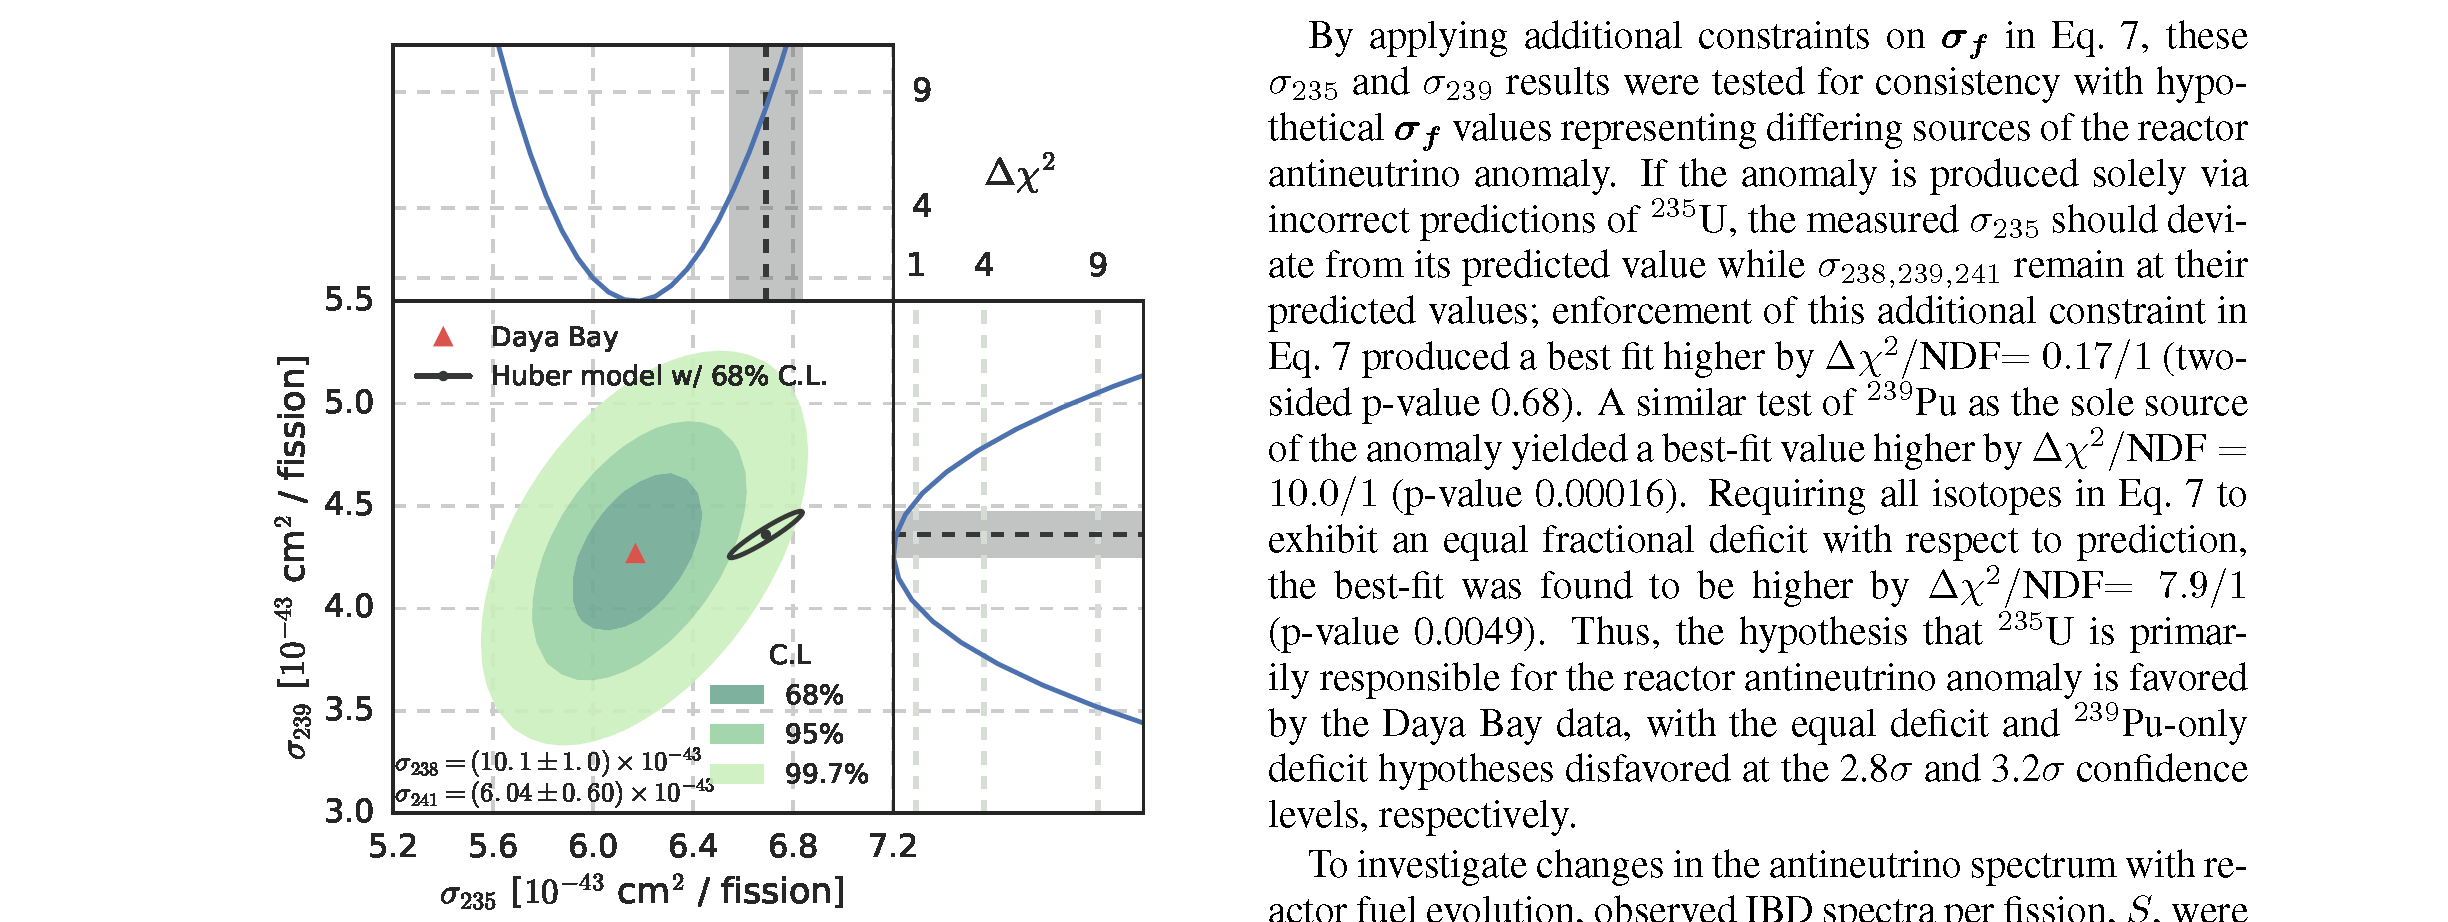 9
Δχ²
4
1 4 9
5.5
Daya Bay
Huber model w/ 68% C.L.
5.0
4.5
4.0
3.5
3.0
σ₂₃₉ [10⁻⁴³ cm² / fission]
C.L
68%
95%
99.7%
σ₂₃₈ = (10.1 ± 1.0) × 10⁻⁴³
σ₂₄₁ = (6.04 ± 0.60) × 10⁻⁴³
5.2 5.6 6.0 6.4 6.8 7.2
σ₂₃₅ [10⁻⁴³ cm² / fission]
By applying additional constraints on σ_f in Eq. 7, these
σ₂₃₅ and σ₂₃₉ results were tested for consistency with hypo-
thetical σ_f values representing differing sources of the reactor
antineutrino anomaly. If the anomaly is produced solely via
incorrect predictions of ²³⁵U, the measured σ₂₃₅ should devi-
ate from its predicted value while σ₂₃₈,₂₃₉,₂₄₁ remain at their
predicted values; enforcement of this additional constraint in
Eq. 7 produced a best fit higher by Δχ²/NDF= 0.17/1 (two-
sided p-value 0.68). A similar test of ²³⁹Pu as the sole source
of the anomaly yielded a best-fit value higher by Δχ²/NDF =
10.0/1 (p-value 0.00016). Requiring all isotopes in Eq. 7 to
exhibit an equal fractional deficit with respect to prediction,
the best-fit was found to be higher by Δχ²/NDF= 7.9/1
(p-value 0.0049). Thus, the hypothesis that ²³⁵U is primar-
ily responsible for the reactor antineutrino anomaly is favored
by the Daya Bay data, with the equal deficit and ²³⁹Pu-only
deficit hypotheses disfavored at the 2.8σ and 3.2σ confidence
levels, respectively.
To investigate changes in the antineutrino spectrum with re-
actor fuel evolution, observed IBD spectra per fission, S, were